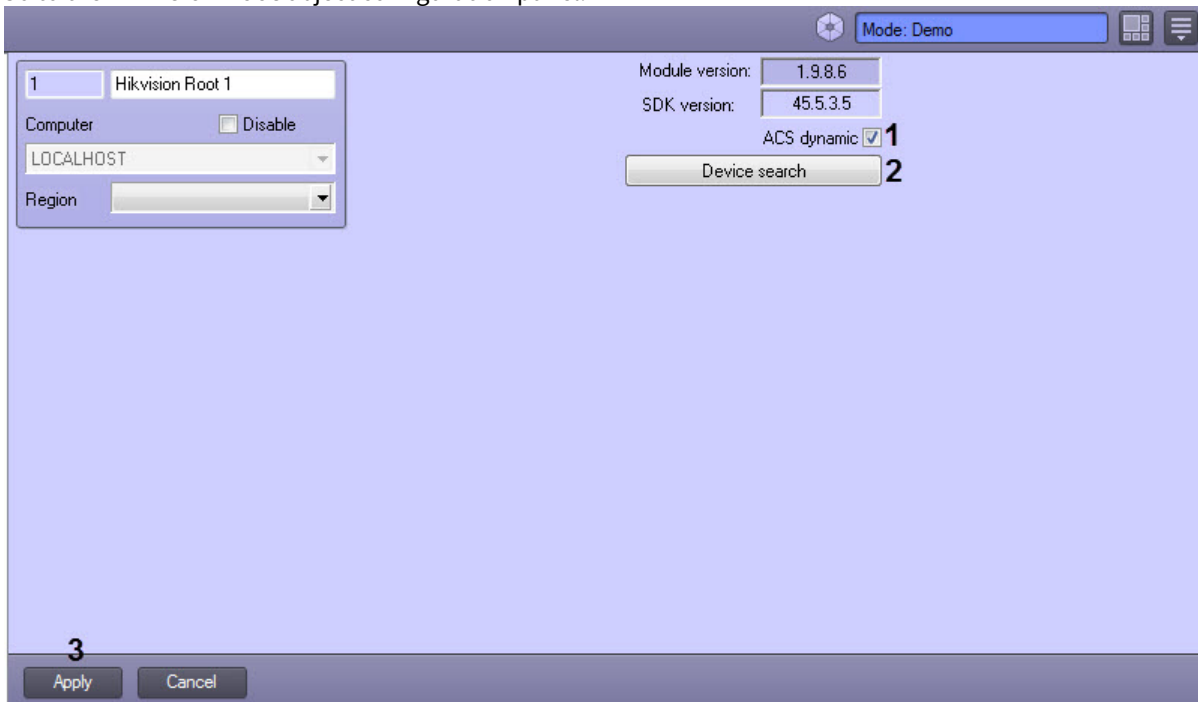 Mode: Demo
1 Hikvision Root 1
Computer Disable
LOCALHOST
Region
Module version: 1.9.8.6
SDK version: 45.5.3.5
ACS dynamic 1
Device search 2
3
Apply Cancel